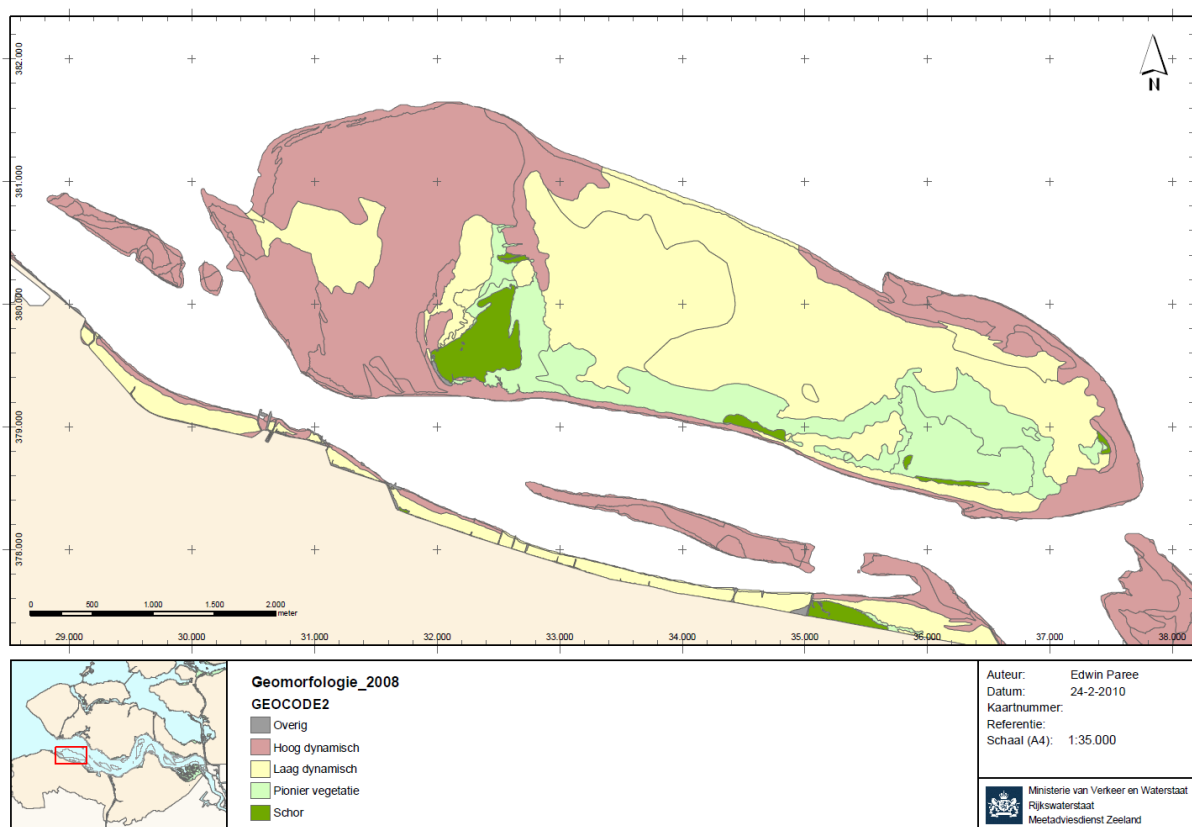 382.000
381.000
380.000
379.000
378.000
N
0 500 1.000 1.500 2.000
meter
29.000 30.000 31.000 32.000 33.000 34.000 35.000 36.000 37.000 38.000
Geomorfologie_2008
GEOCODE2
Overig
Hoog dynamisch
Laag dynamisch
Pionier vegetatie
Schor
Auteur: Edwin Paree
Datum: 24-2-2010
Kaartnummer:
Referentie:
Schaal (A4): 1:35.000
Ministerie van Verkeer en Waterstaat
Rijkswaterstaat
Meetadviesdienst Zeeland